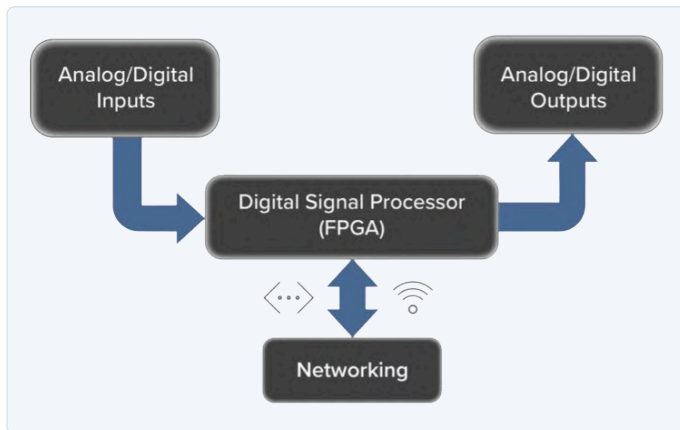 Analog/Digital
Inputs
Analog/Digital
Outputs
Digital Signal Processor
(FPGA)
Networking